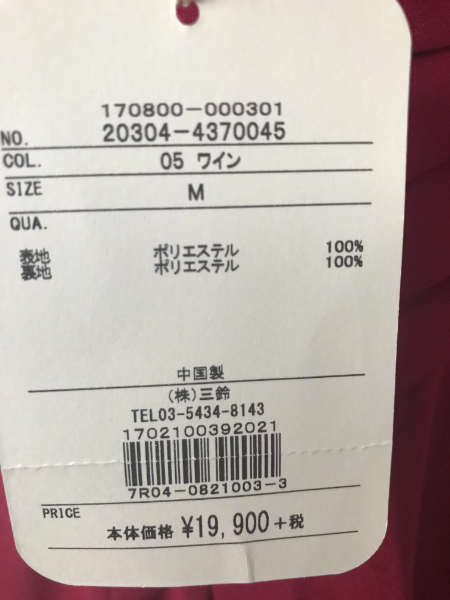 170800-000301
NO. 20304-4370045
COL. 05 ワイン
SIZE M
QUA.
表地 ポリエステル 100%
裏地 ポリエステル 100%
中国製
(株)三鈴
TEL03-5434-8143
1702100392021
7R04-0821003-3
PRICE
本体価格 ¥19,900+税